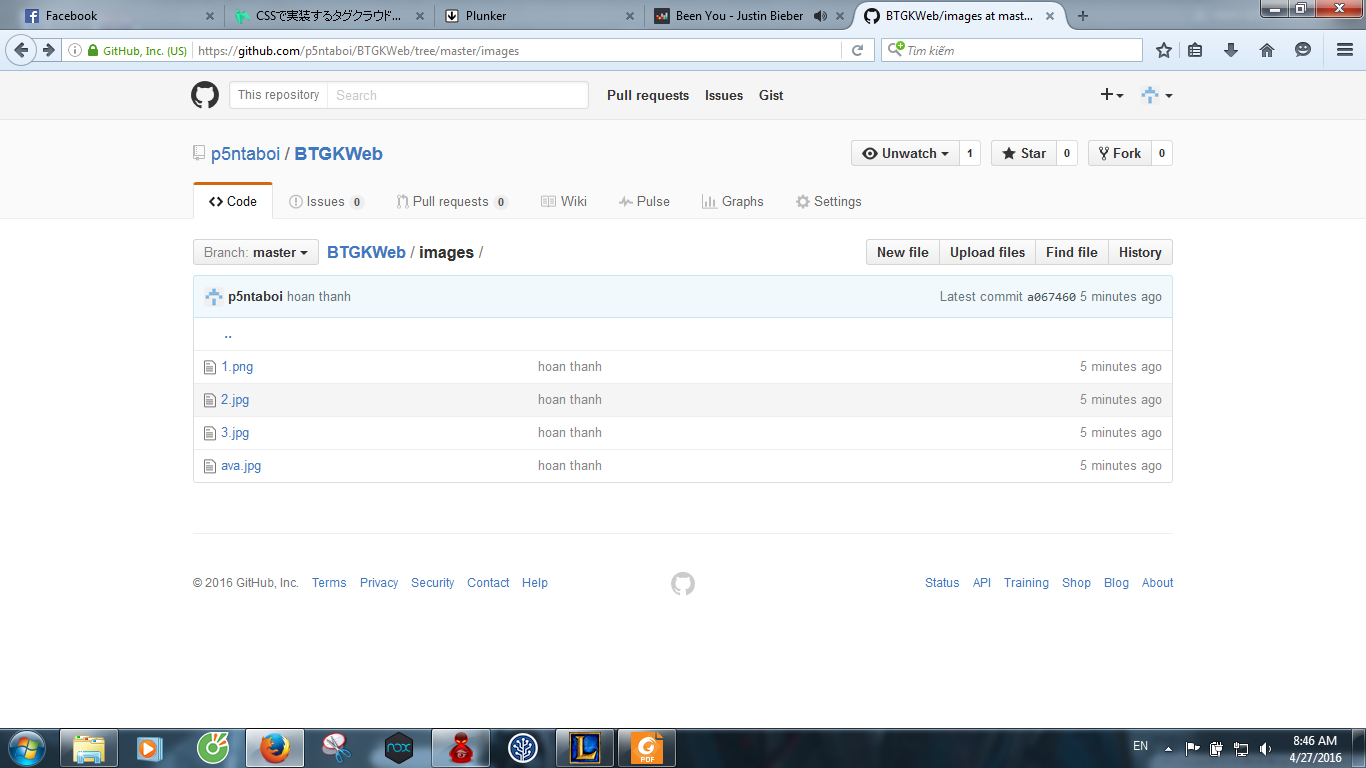 Facebook
CSSで実装するタグクラウド...
Plunker
Been You - Justin Bieber
BTGKWeb/images at mast...
GitHub, Inc. (US)
https://github.com/p5ntaboi/BTGKWeb/tree/master/images
Tìm kiếm
This repository
Search
Pull requests
Issues
Gist
p5ntaboi / BTGKWeb
Unwatch
1
Star
0
Fork
0
Code
Issues 0
Pull requests 0
Wiki
Pulse
Graphs
Settings
Branch: master
BTGKWeb / images /
New file
Upload files
Find file
History
p5ntaboi hoan thanh
Latest commit a067460 5 minutes ago
..
1.png hoan thanh 5 minutes ago
2.jpg hoan thanh 5 minutes ago
3.jpg hoan thanh 5 minutes ago
ava.jpg hoan thanh 5 minutes ago
© 2016 GitHub, Inc. Terms Privacy Security Contact Help
Status API Training Shop Blog About
nox
L
PDF
EN
8:46 AM
4/27/2016